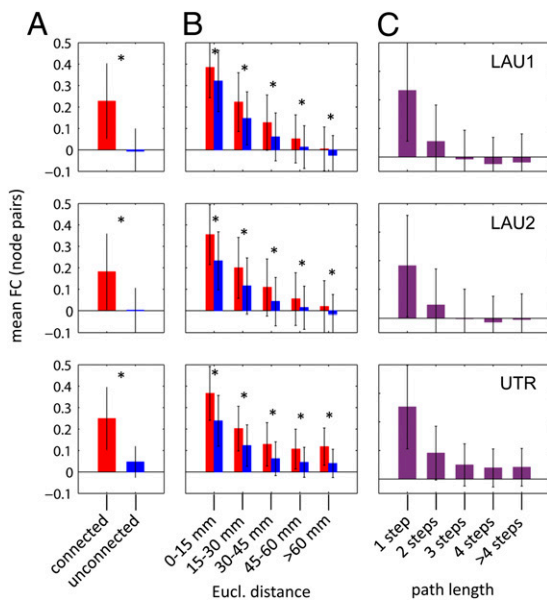 A B C
0.5
0.4
0.3
0.2
0.1
0
−0.1
* * * * * *
LAU1
0.5
0.4
0.3
0.2
0.1
0
−0.1
* * * * * *
LAU2
0.5
0.4
0.3
0.2
0.1
0
−0.1
* * * * * *
UTR
mean FC (node pairs)
connected
unconnected
0-15 mm
15-30 mm
30-45 mm
45-60 mm
>60 mm
Eucl. distance
1 step
2 steps
3 steps
4 steps
>4 steps
path length